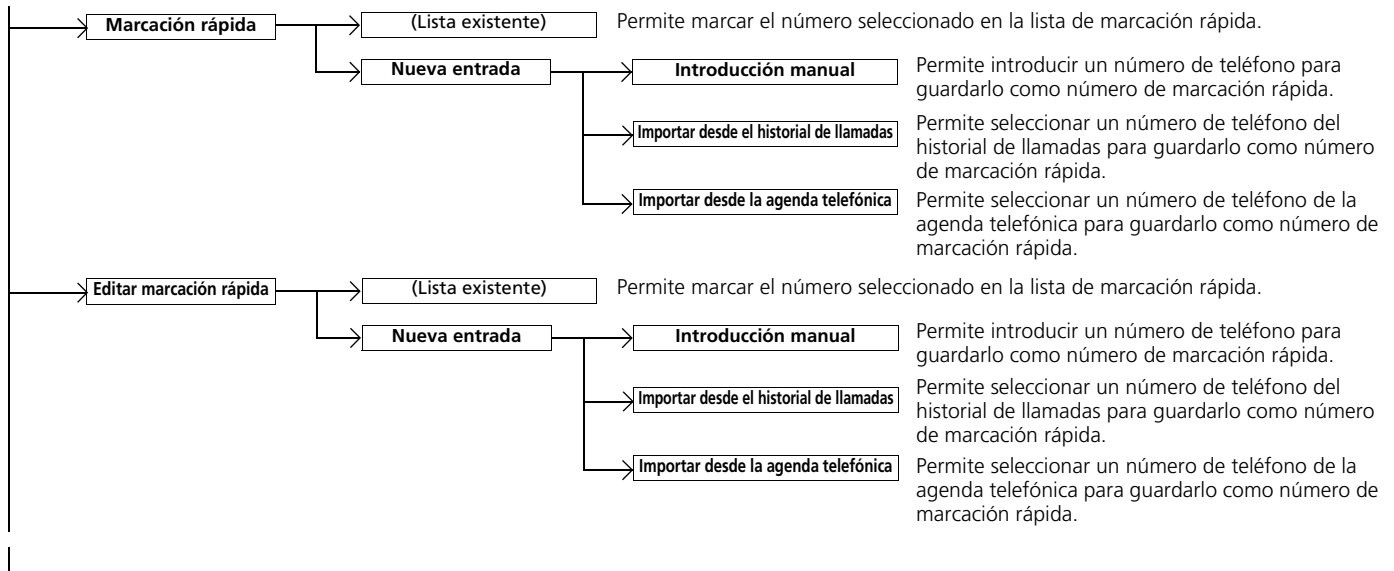 Marcación rápida
(Lista existente)
Permite marcar el número seleccionado en la lista de marcación rápida.
Nueva entrada
Introducción manual
Permite introducir un número de teléfono para
guardarlo como número de marcación rápida.
Importar desde el historial de llamadas
Permite seleccionar un número de teléfono del
historial de llamadas para guardarlo como número
de marcación rápida.
Importar desde la agenda telefónica
Permite seleccionar un número de teléfono de la
agenda telefónica para guardarlo como número de
marcación rápida.
Editar marcación rápida
(Lista existente)
Permite marcar el número seleccionado en la lista de marcación rápida.
Nueva entrada
Introducción manual
Permite introducir un número de teléfono para
guardarlo como número de marcación rápida.
Importar desde el historial de llamadas
Permite seleccionar un número de teléfono del
historial de llamadas para guardarlo como número
de marcación rápida.
Importar desde la agenda telefónica
Permite seleccionar un número de teléfono de la
agenda telefónica para guardarlo como número de
marcación rápida.